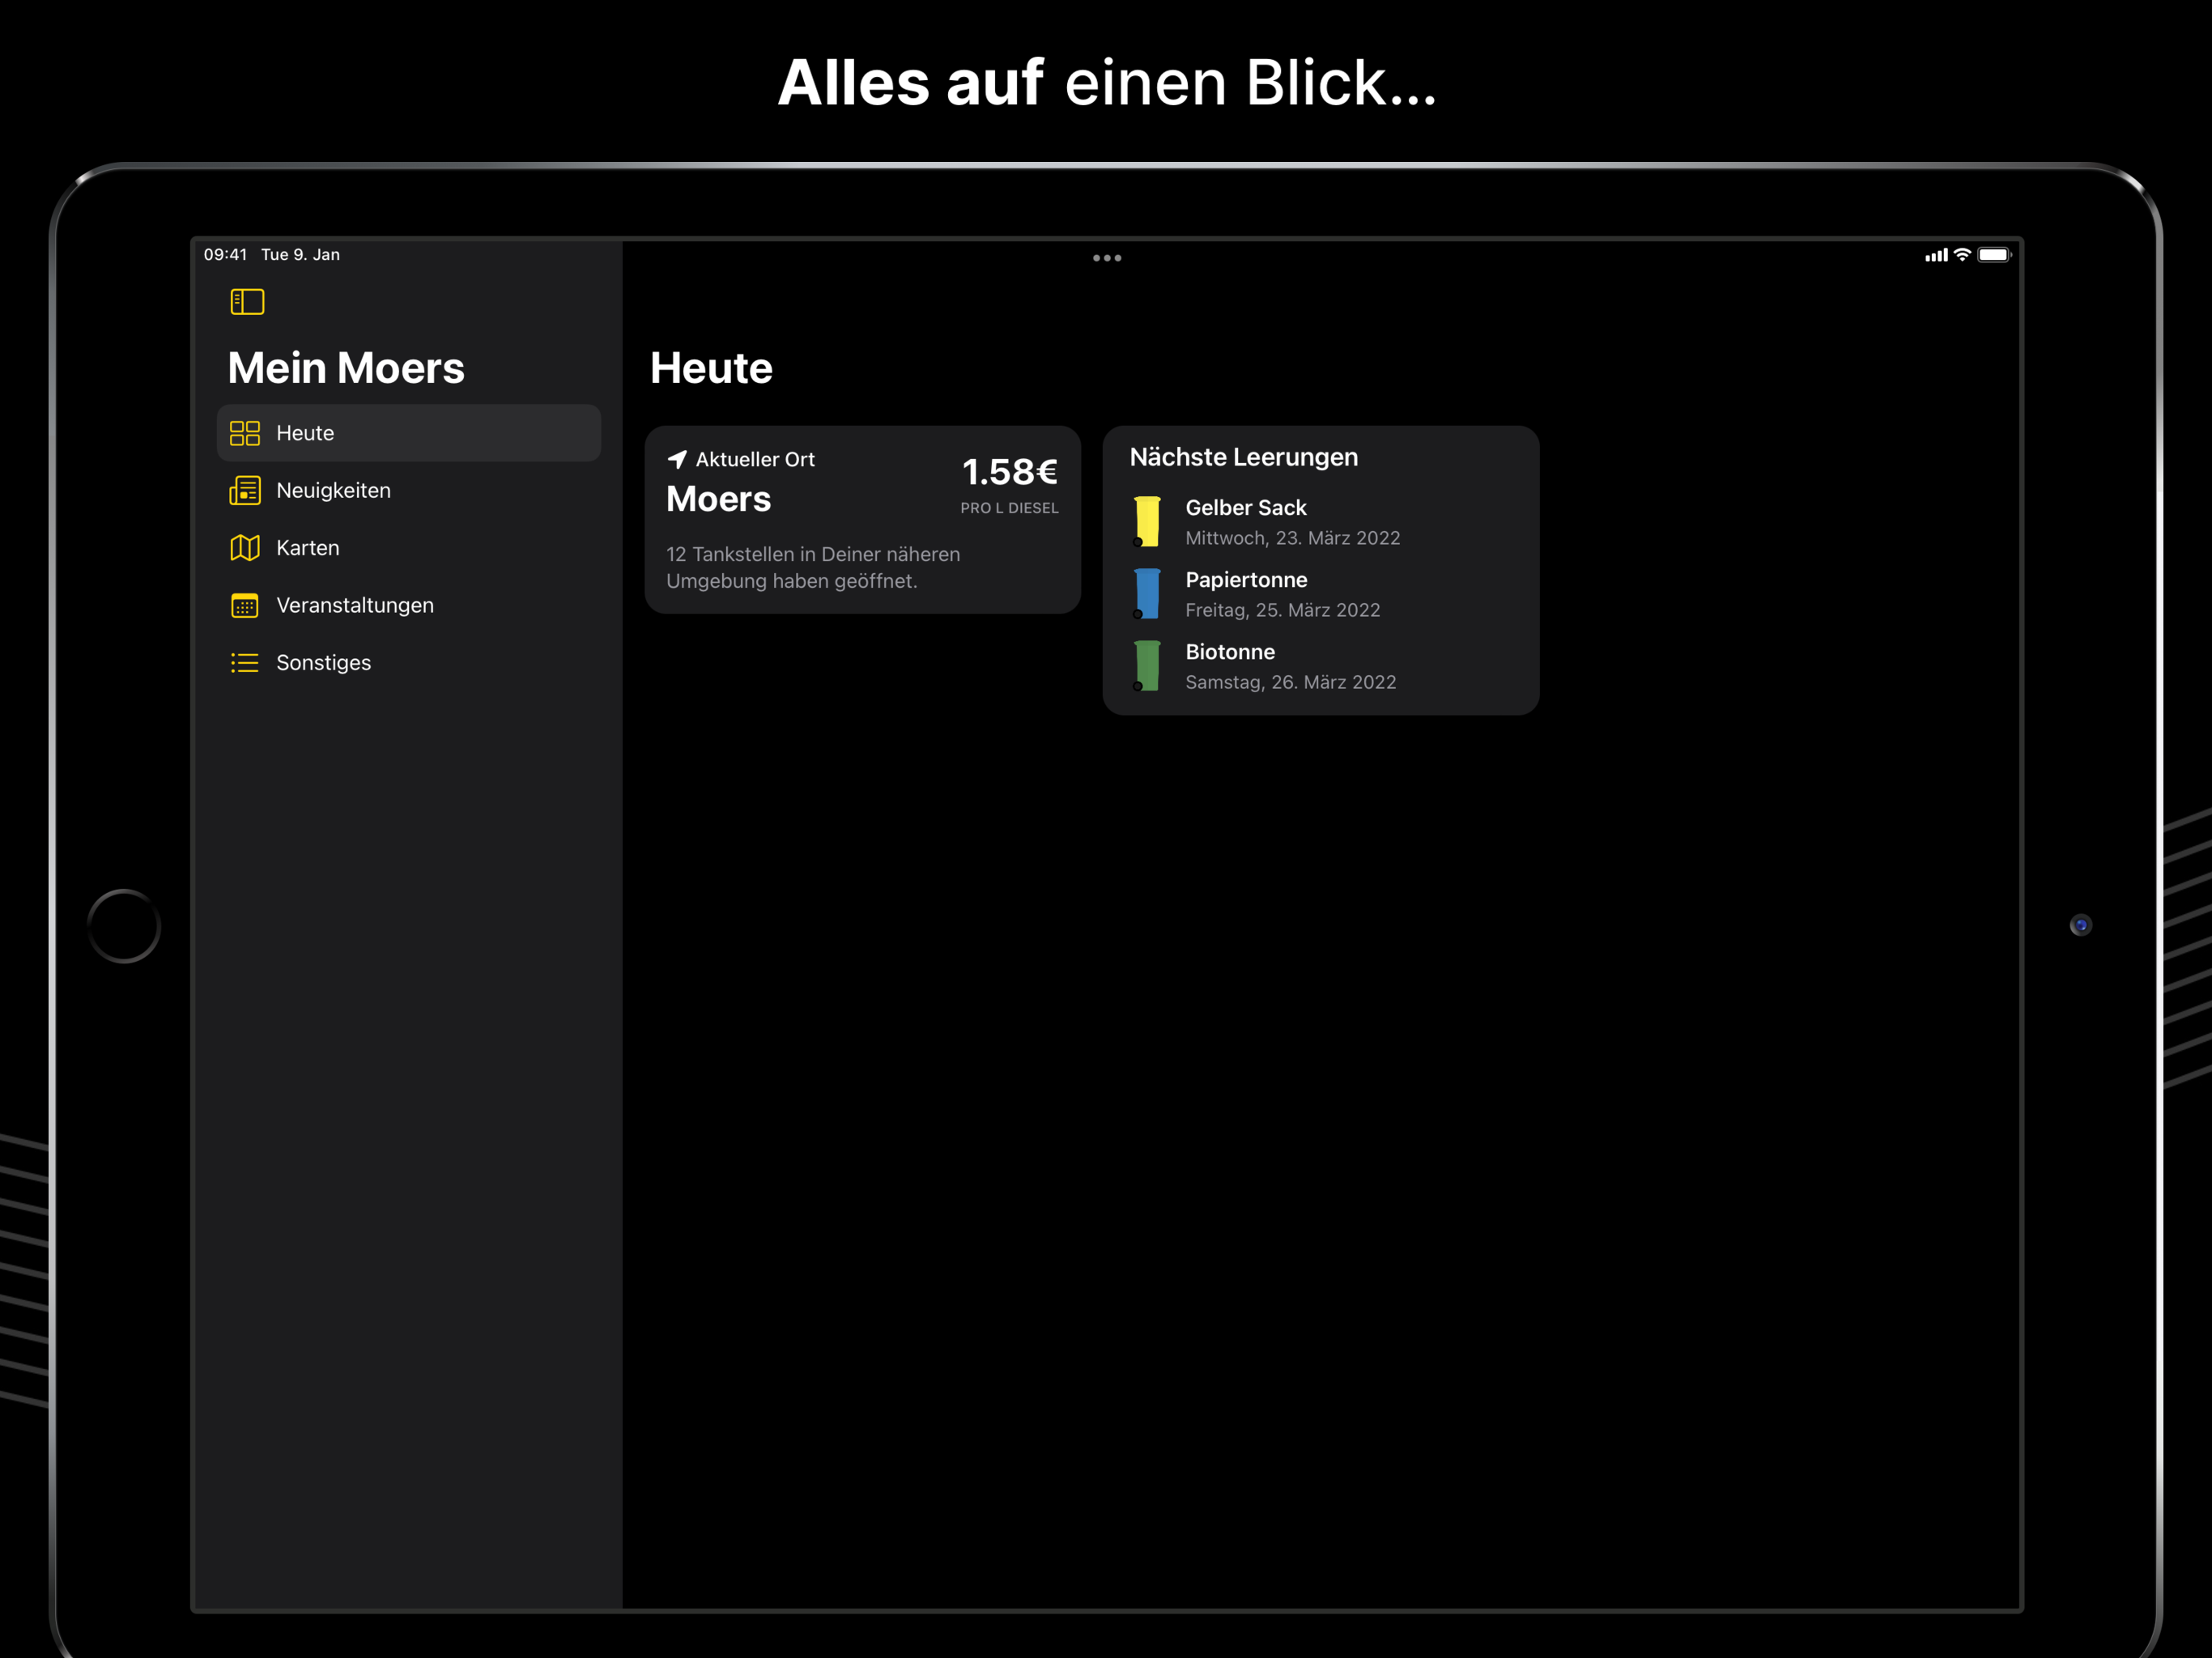 Alles auf einen Blick...
09:41 Tue 9. Jan
Mein Moers
Heute
Neuigkeiten
Karten
Veranstaltungen
Sonstiges
Heute
Aktueller Ort
Moers
1.58€
PRO L DIESEL
12 Tankstellen in Deiner näheren
Umgebung haben geöffnet.
Nächste Leerungen
Gelber Sack
Mittwoch, 23. März 2022
Papiertonne
Freitag, 25. März 2022
Biotonne
Samstag, 26. März 2022